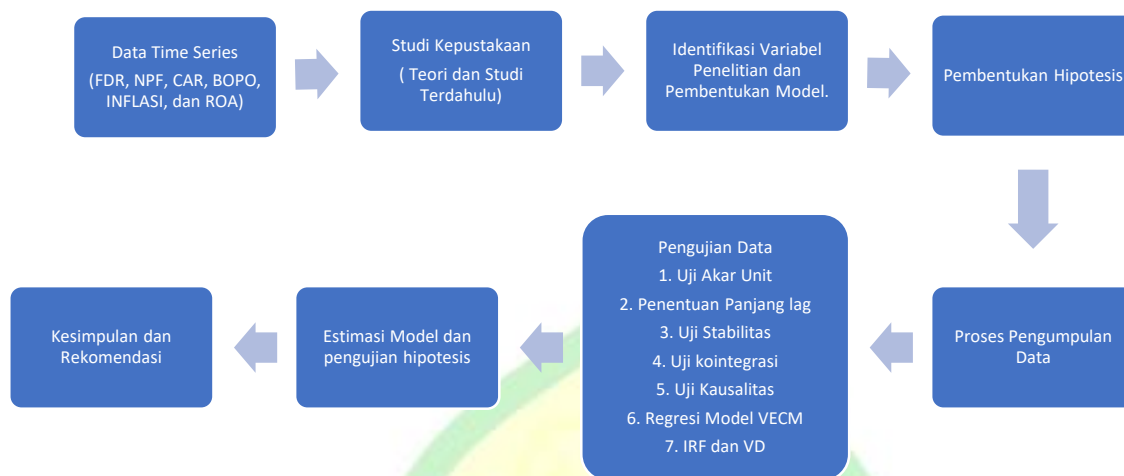 Data Time Series
(FDR, NPF, CAR, BOPO,
INFLASI, dan ROA)
Studi Kepustakaan
( Teori dan Studi
Terdahulu)
Identifikasi Variabel
Penelitian dan
Pembentukan Model.
Pembentukan Hipotesis
Proses Pengumpulan
Data
Pengujian Data
1. Uji Akar Unit
2. Penentuan Panjang lag
3. Uji Stabilitas
4. Uji kointegrasi
5. Uji Kausalitas
6. Regresi Model VECM
7. IRF dan VD
Estimasi Model dan
pengujian hipotesis
Kesimpulan dan
Rekomendasi